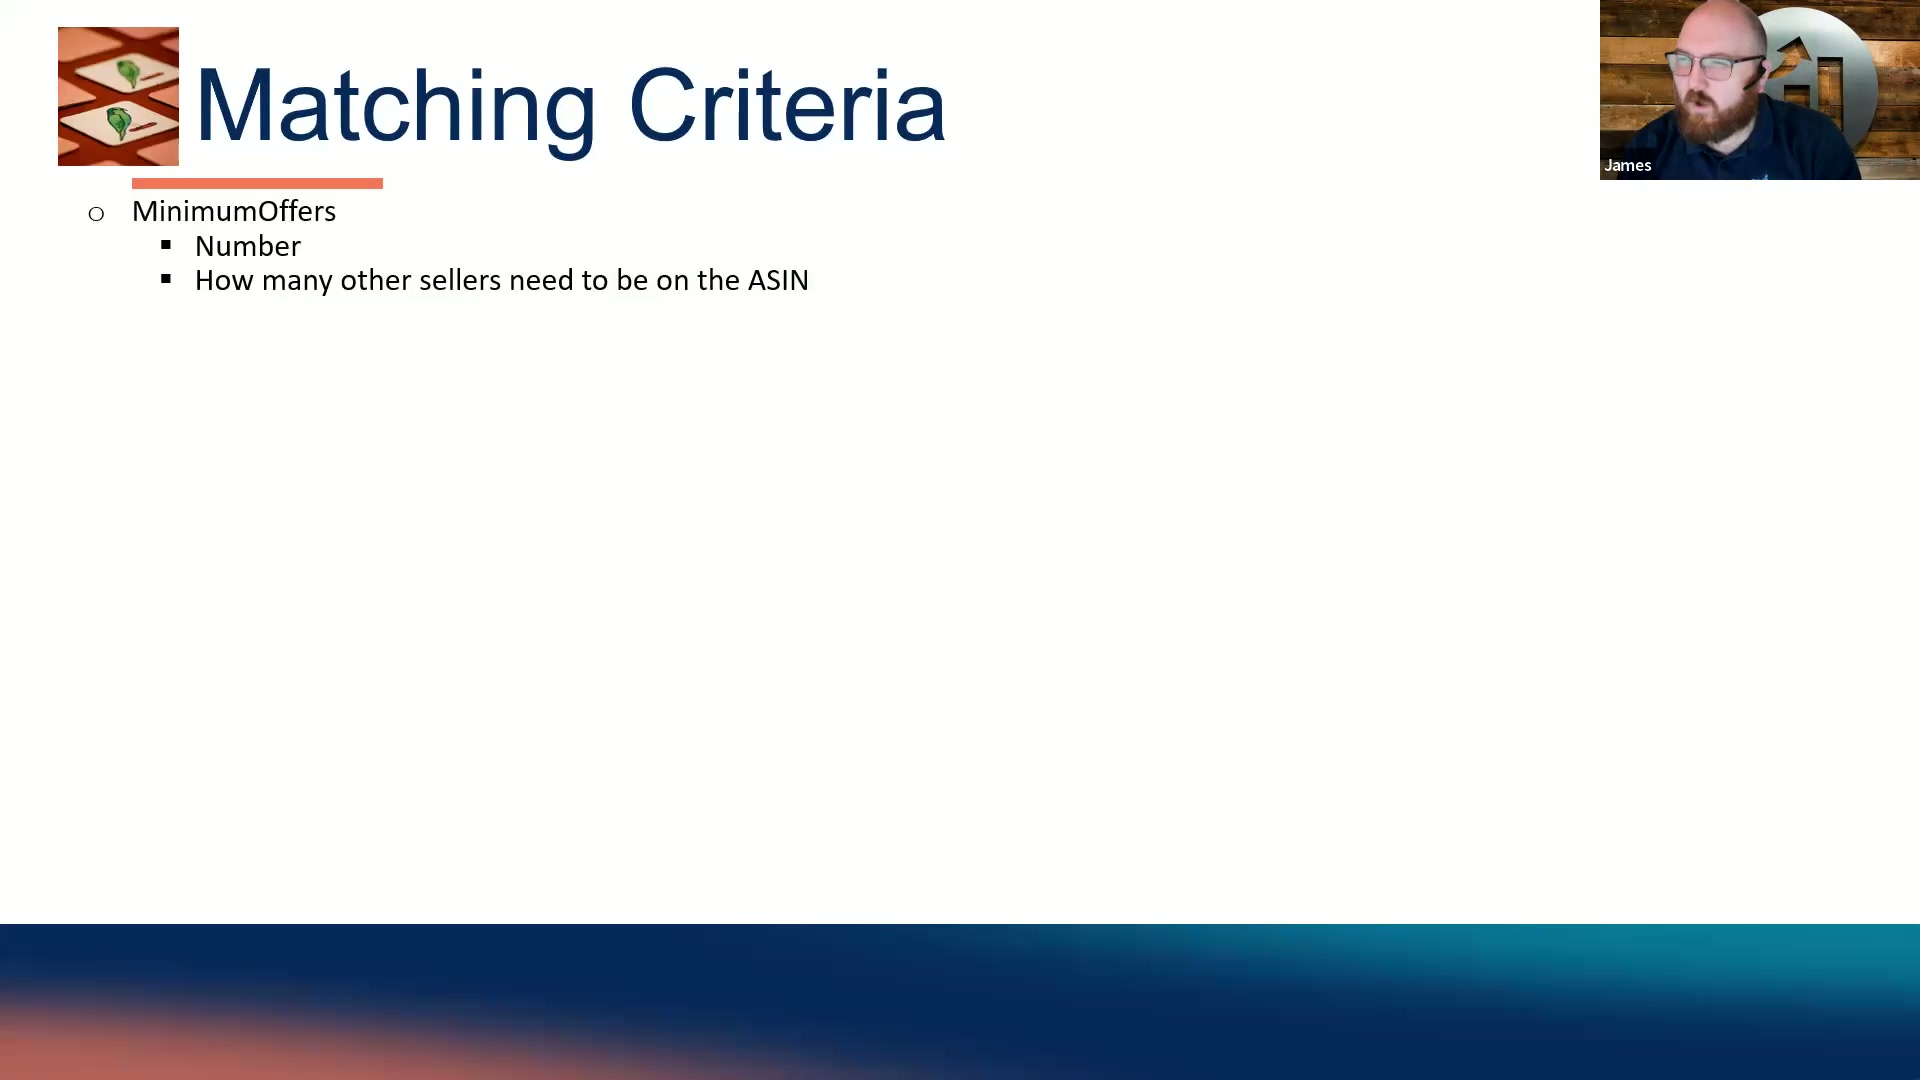 Matching Criteria
James
o MinimumOffers
▪ Number
▪ How many other sellers need to be on the ASIN